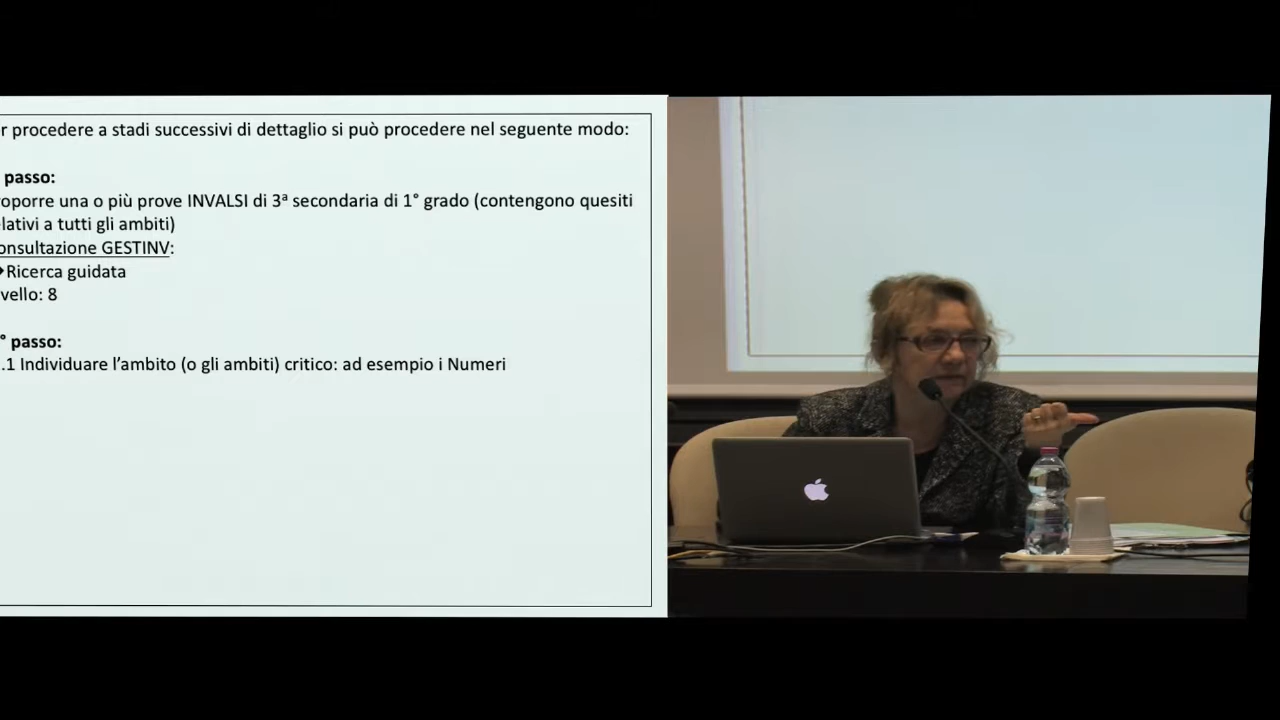 r procedere a stadi successivi di dettaglio si può procedere nel seguente modo:
passo:
oporre una o più prove INVALSI di 3ª secondaria di 1° grado (contengono quesiti
lativi a tutti gli ambiti)
onsultazione GESTINV:
Ricerca guidata
vello: 8
° passo:
.1 Individuare l'ambito (o gli ambiti) critico: ad esempio i Numeri